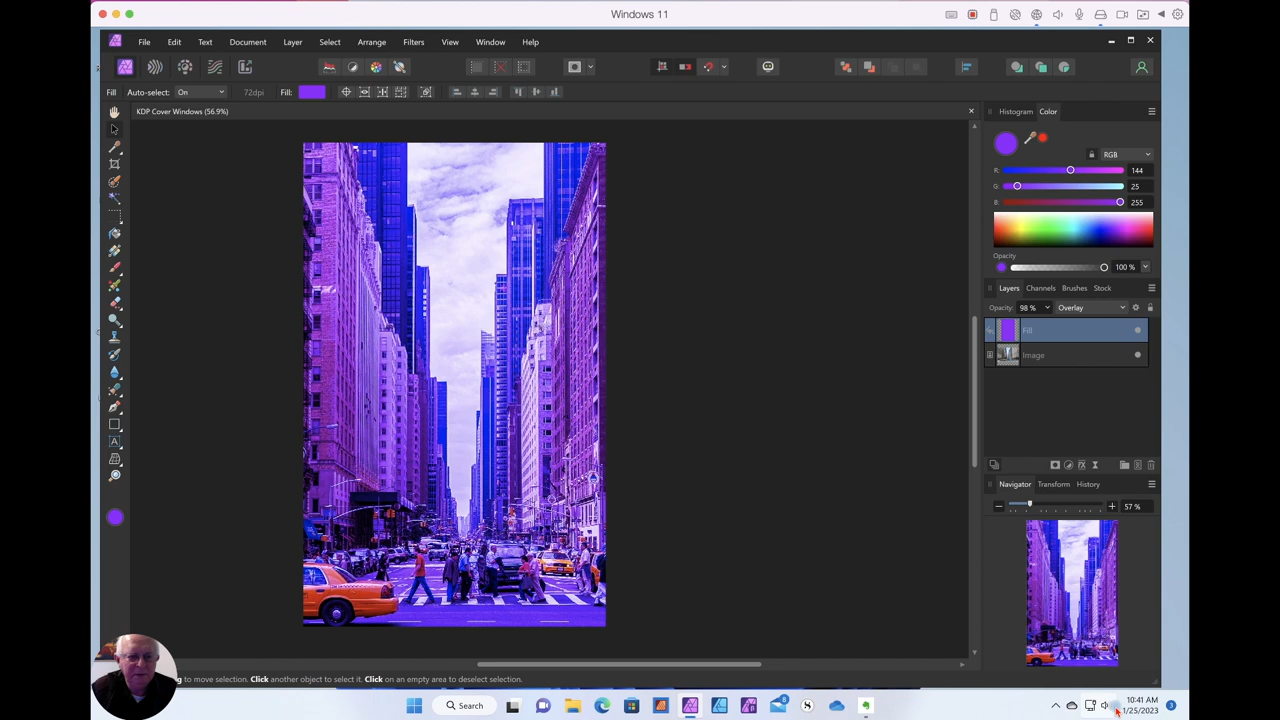 Windows 11
File Edit Text Document Layer Select Arrange Filters View Window Help
Fill Auto-select: On 72dpi Fill:
KDP Cover Windows (56.9%)
Histogram Color
RGB
R: 144
G: 25
B: 255
Opacity
100 %
Layers Channels Brushes Stock
Opacity: 98 % Overlay
Fill
Image
Navigator Transform History
57 %
to move selection. Click another object to select it. Click on an empty area to deselect selection.
Search
8
10:41 AM
1/25/2023
3